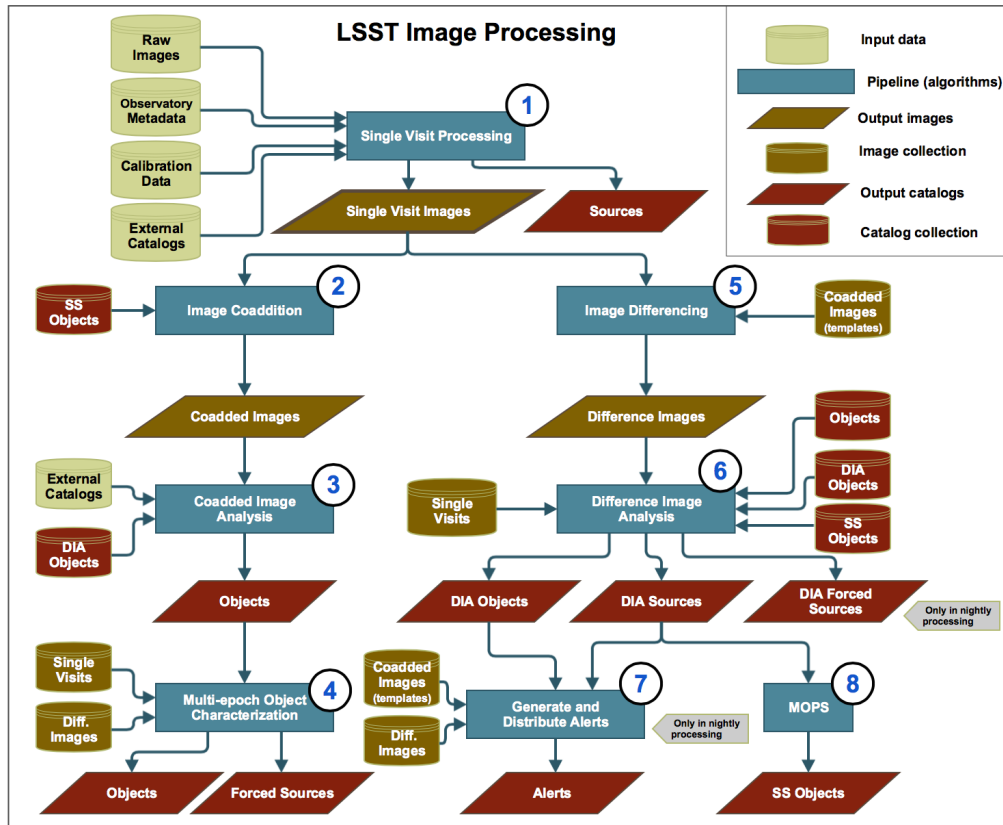 LSST Image Processing
Raw
Images
Observatory
Metadata
Calibration
Data
External
Catalogs
1
Single Visit Processing
Single Visit Images
Sources
Input data
Pipeline (algorithms)
Output images
Image collection
Output catalogs
Catalog collection
SS
Objects
2
Image Coaddition
5
Image Differencing
Coadded
Images
(templates)
Coadded Images
Difference Images
External
Catalogs
DIA
Objects
3
Coadded Image
Analysis
Single
Visits
6
Difference Image
Analysis
Objects
DIA
Objects
SS
Objects
Objects
DIA Objects
DIA Sources
DIA Forced
Sources
Only in nightly
processing
Single
Visits
Diff.
Images
4
Multi-epoch Object
Characterization
Coadded
Images
(templates)
Diff.
Images
7
Generate and
Distribute Alerts
Only in nightly
processing
8
MOPS
Objects
Forced Sources
Alerts
SS Objects